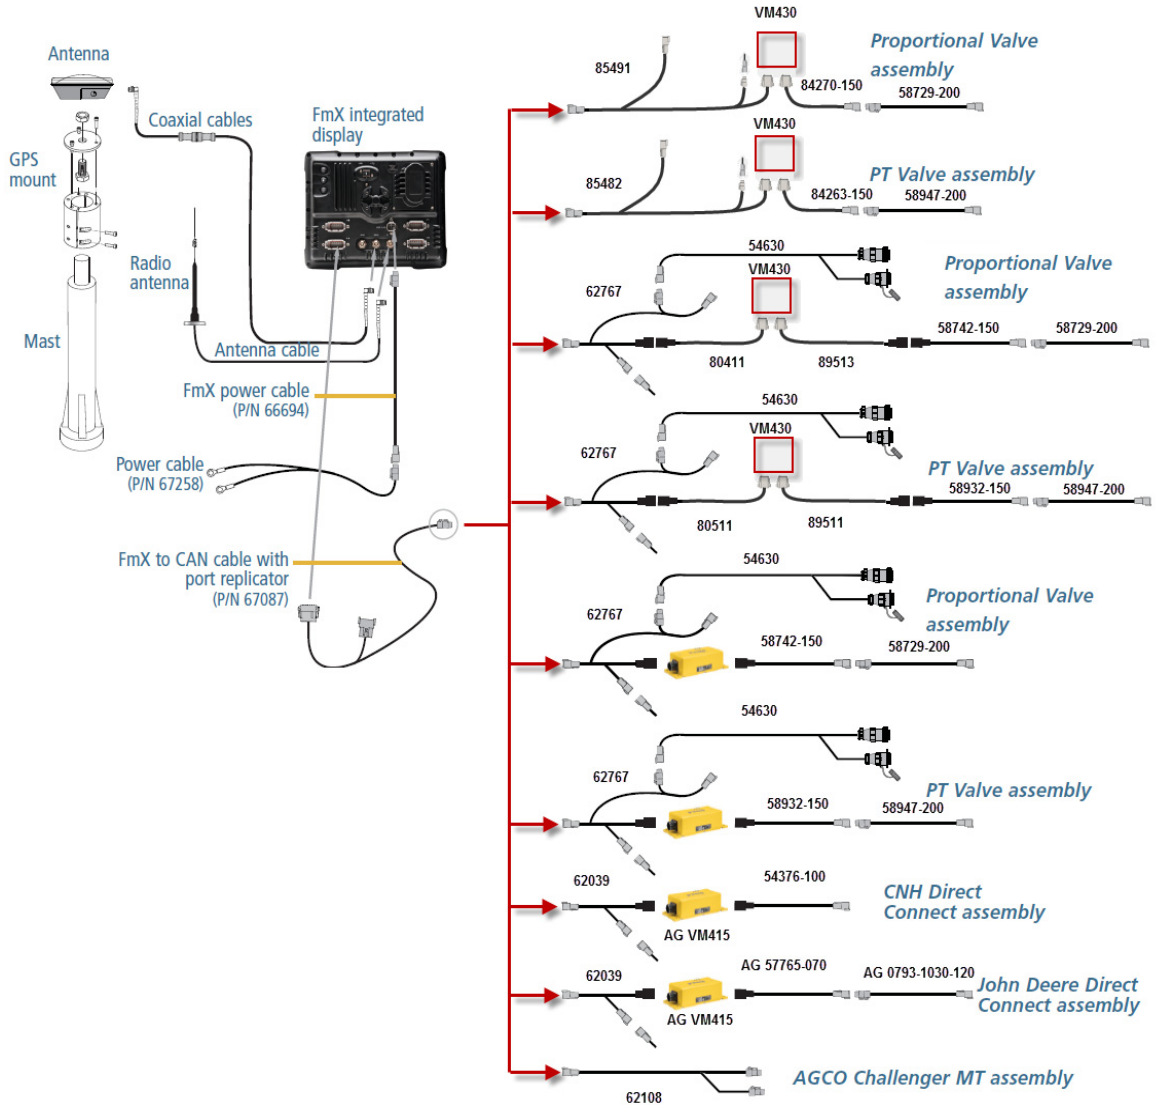 Antenna
Coaxial cables
GPS
mount
FmX integrated
display
Radio
antenna
Mast
Antenna cable
FmX power cable
(P/N 66694)
Power cable
(P/N 67258)
FmX to CAN cable with
port replicator
(P/N 67087)
VM430
Proportional Valve
assembly
85491
84270-150
58729-200
VM430
PT Valve assembly
85482
84263-150
58947-200
54630
VM430
Proportional Valve
assembly
62767
58742-150
58729-200
80411
89513
54630
VM430
62767
PT Valve assembly
58932-150
58947-200
80511
89511
54630
Proportional Valve
assembly
62767
58742-150
58729-200
54630
62767
PT Valve assembly
58932-150
58947-200
62039
54376-100
CNH Direct
Connect assembly
AG VM415
62039
AG 57765-070
AG 0793-1030-120
John Deere Direct
Connect assembly
AG VM415
AGCO Challenger MT assembly
62108